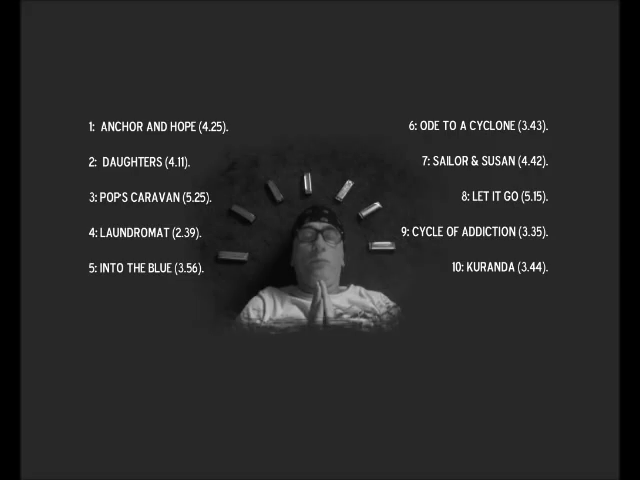 1: ANCHOR AND HOPE (4.25).
2: DAUGHTERS (4.11).
3: POP'S CARAVAN (5.25).
4: LAUNDROMAT (2.39).
5: INTO THE BLUE (3.56).
6: ODE TO A CYCLONE (3.43).
7: SAILOR & SUSAN (4.42).
8: LET IT GO (5.15).
9: CYCLE OF ADDICTION (3.35).
10: KURANDA (3.44).